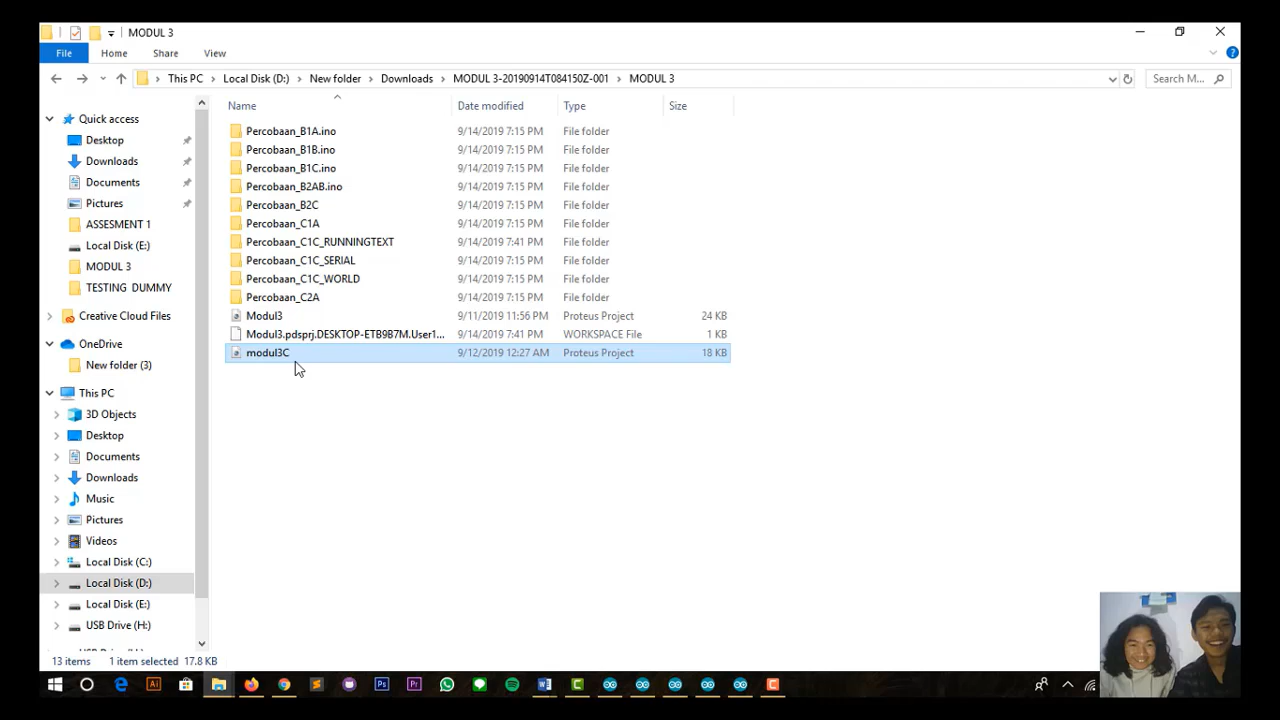 MODUL 3
File Home Share View
This PC Local Disk (D:) New folder Downloads MODUL 3-20190914T084150Z-001 MODUL 3 Search M...
Name Date modified Type Size
Quick access
Desktop
Downloads
Documents
Pictures
ASSESMENT 1
Local Disk (E:)
MODUL 3
TESTING DUMMY
Creative Cloud Files
OneDrive
New folder (3)
This PC
3D Objects
Desktop
Documents
Downloads
Music
Pictures
Videos
Local Disk (C:)
Local Disk (D:)
Local Disk (E:)
USB Drive (H:)
Percobaan_B1A.ino 9/14/2019 7:15 PM File folder
Percobaan_B1B.ino 9/14/2019 7:15 PM File folder
Percobaan_B1C.ino 9/14/2019 7:15 PM File folder
Percobaan_B2AB.ino 9/14/2019 7:15 PM File folder
Percobaan_B2C 9/14/2019 7:15 PM File folder
Percobaan_C1A 9/14/2019 7:15 PM File folder
Percobaan_C1C_RUNNINGTEXT 9/14/2019 7:41 PM File folder
Percobaan_C1C_SERIAL 9/14/2019 7:15 PM File folder
Percobaan_C1C_WORLD 9/14/2019 7:15 PM File folder
Percobaan_C2A 9/14/2019 7:15 PM File folder
Modul3 9/11/2019 11:56 PM Proteus Project 24 KB
Modul3.pdsprj.DESKTOP-ETB9B7M.User1... 9/14/2019 7:41 PM WORKSPACE File 1 KB
modul3C 9/12/2019 12:27 AM Proteus Project 18 KB
13 items 1 item selected 17.8 KB